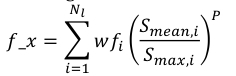 f_x = \sum_{i=1}^{N_l} wf_i \left( \frac{S_{mean,i}}{S_{max,i}} \right)^P